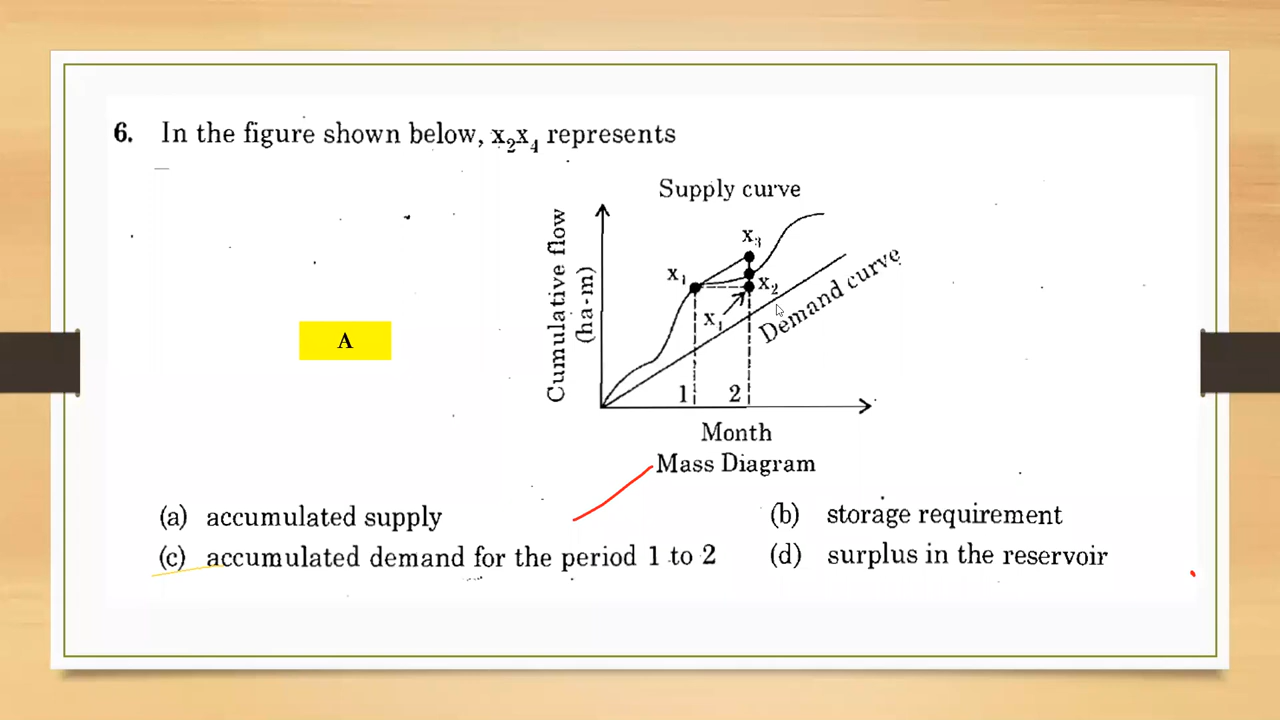 6. In the figure shown below, x₂x₄ represents
Supply curve
Cumulative flow
(ha-m)
x₃
x₁
x₂
x₄
Demand curve
1
2
Month
Mass Diagram
A
(a) accumulated supply
(b) storage requirement
(c) accumulated demand for the period 1 to 2
(d) surplus in the reservoir